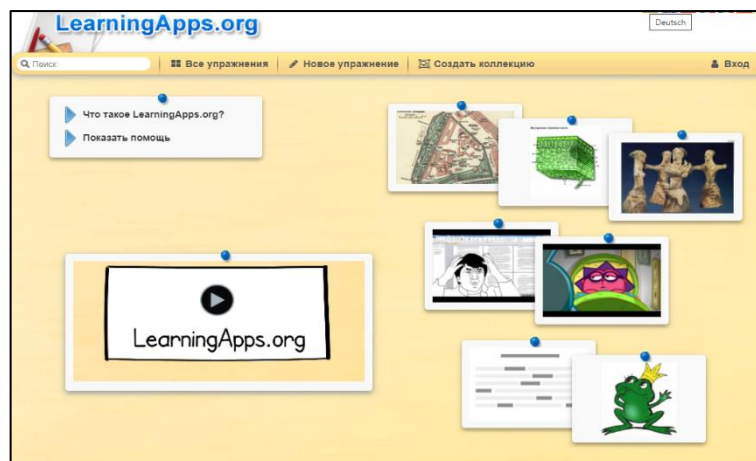 LearningApps.org
Deutsch
Поиск
Все упражнения
Новое упражнение
Создать коллекцию
Вход
Что такое LearningApps.org?
Показать помощь
LearningApps.org